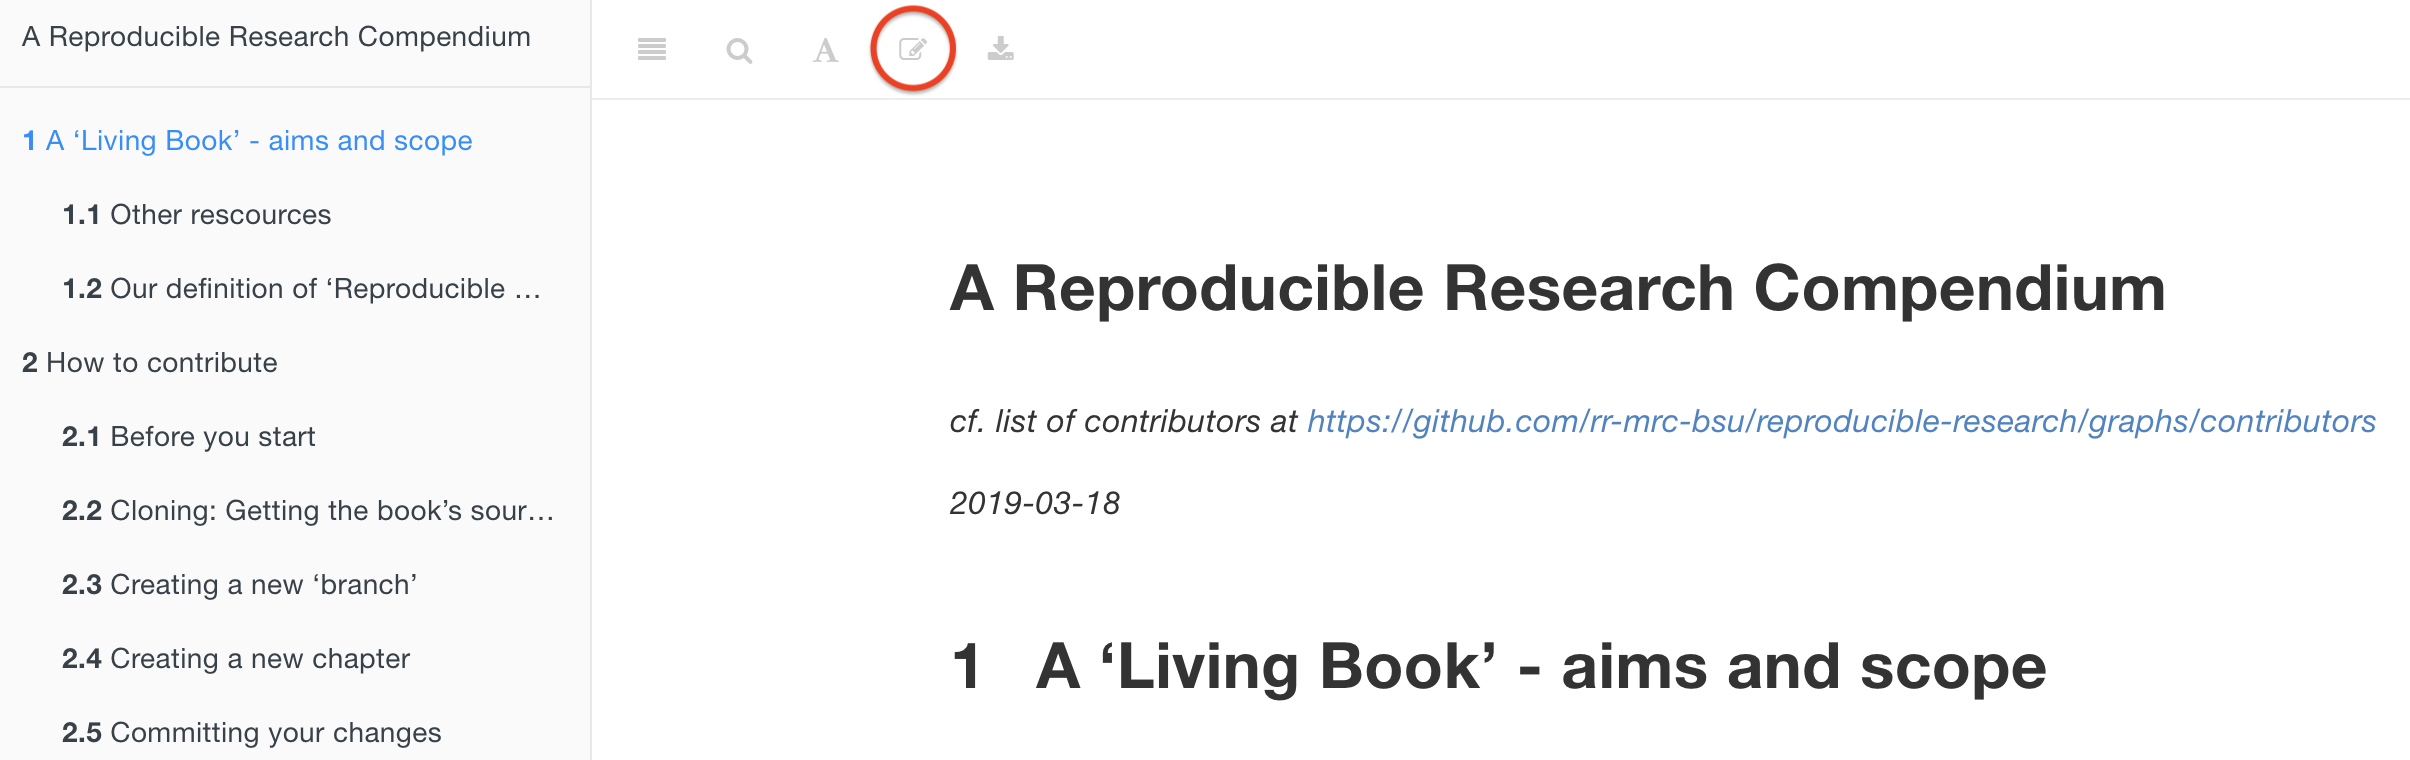 A Reproducible Research Compendium
1 A ‘Living Book’ - aims and scope
1.1 Other rescources
1.2 Our definition of ‘Reproducible …
2 How to contribute
2.1 Before you start
2.2 Cloning: Getting the book’s sour…
2.3 Creating a new ‘branch’
2.4 Creating a new chapter
2.5 Committing your changes
A
A Reproducible Research Compendium
cf. list of contributors at https://github.com/rr-mrc-bsu/reproducible-research/graphs/contributors
2019-03-18
1 A ‘Living Book’ - aims and scope